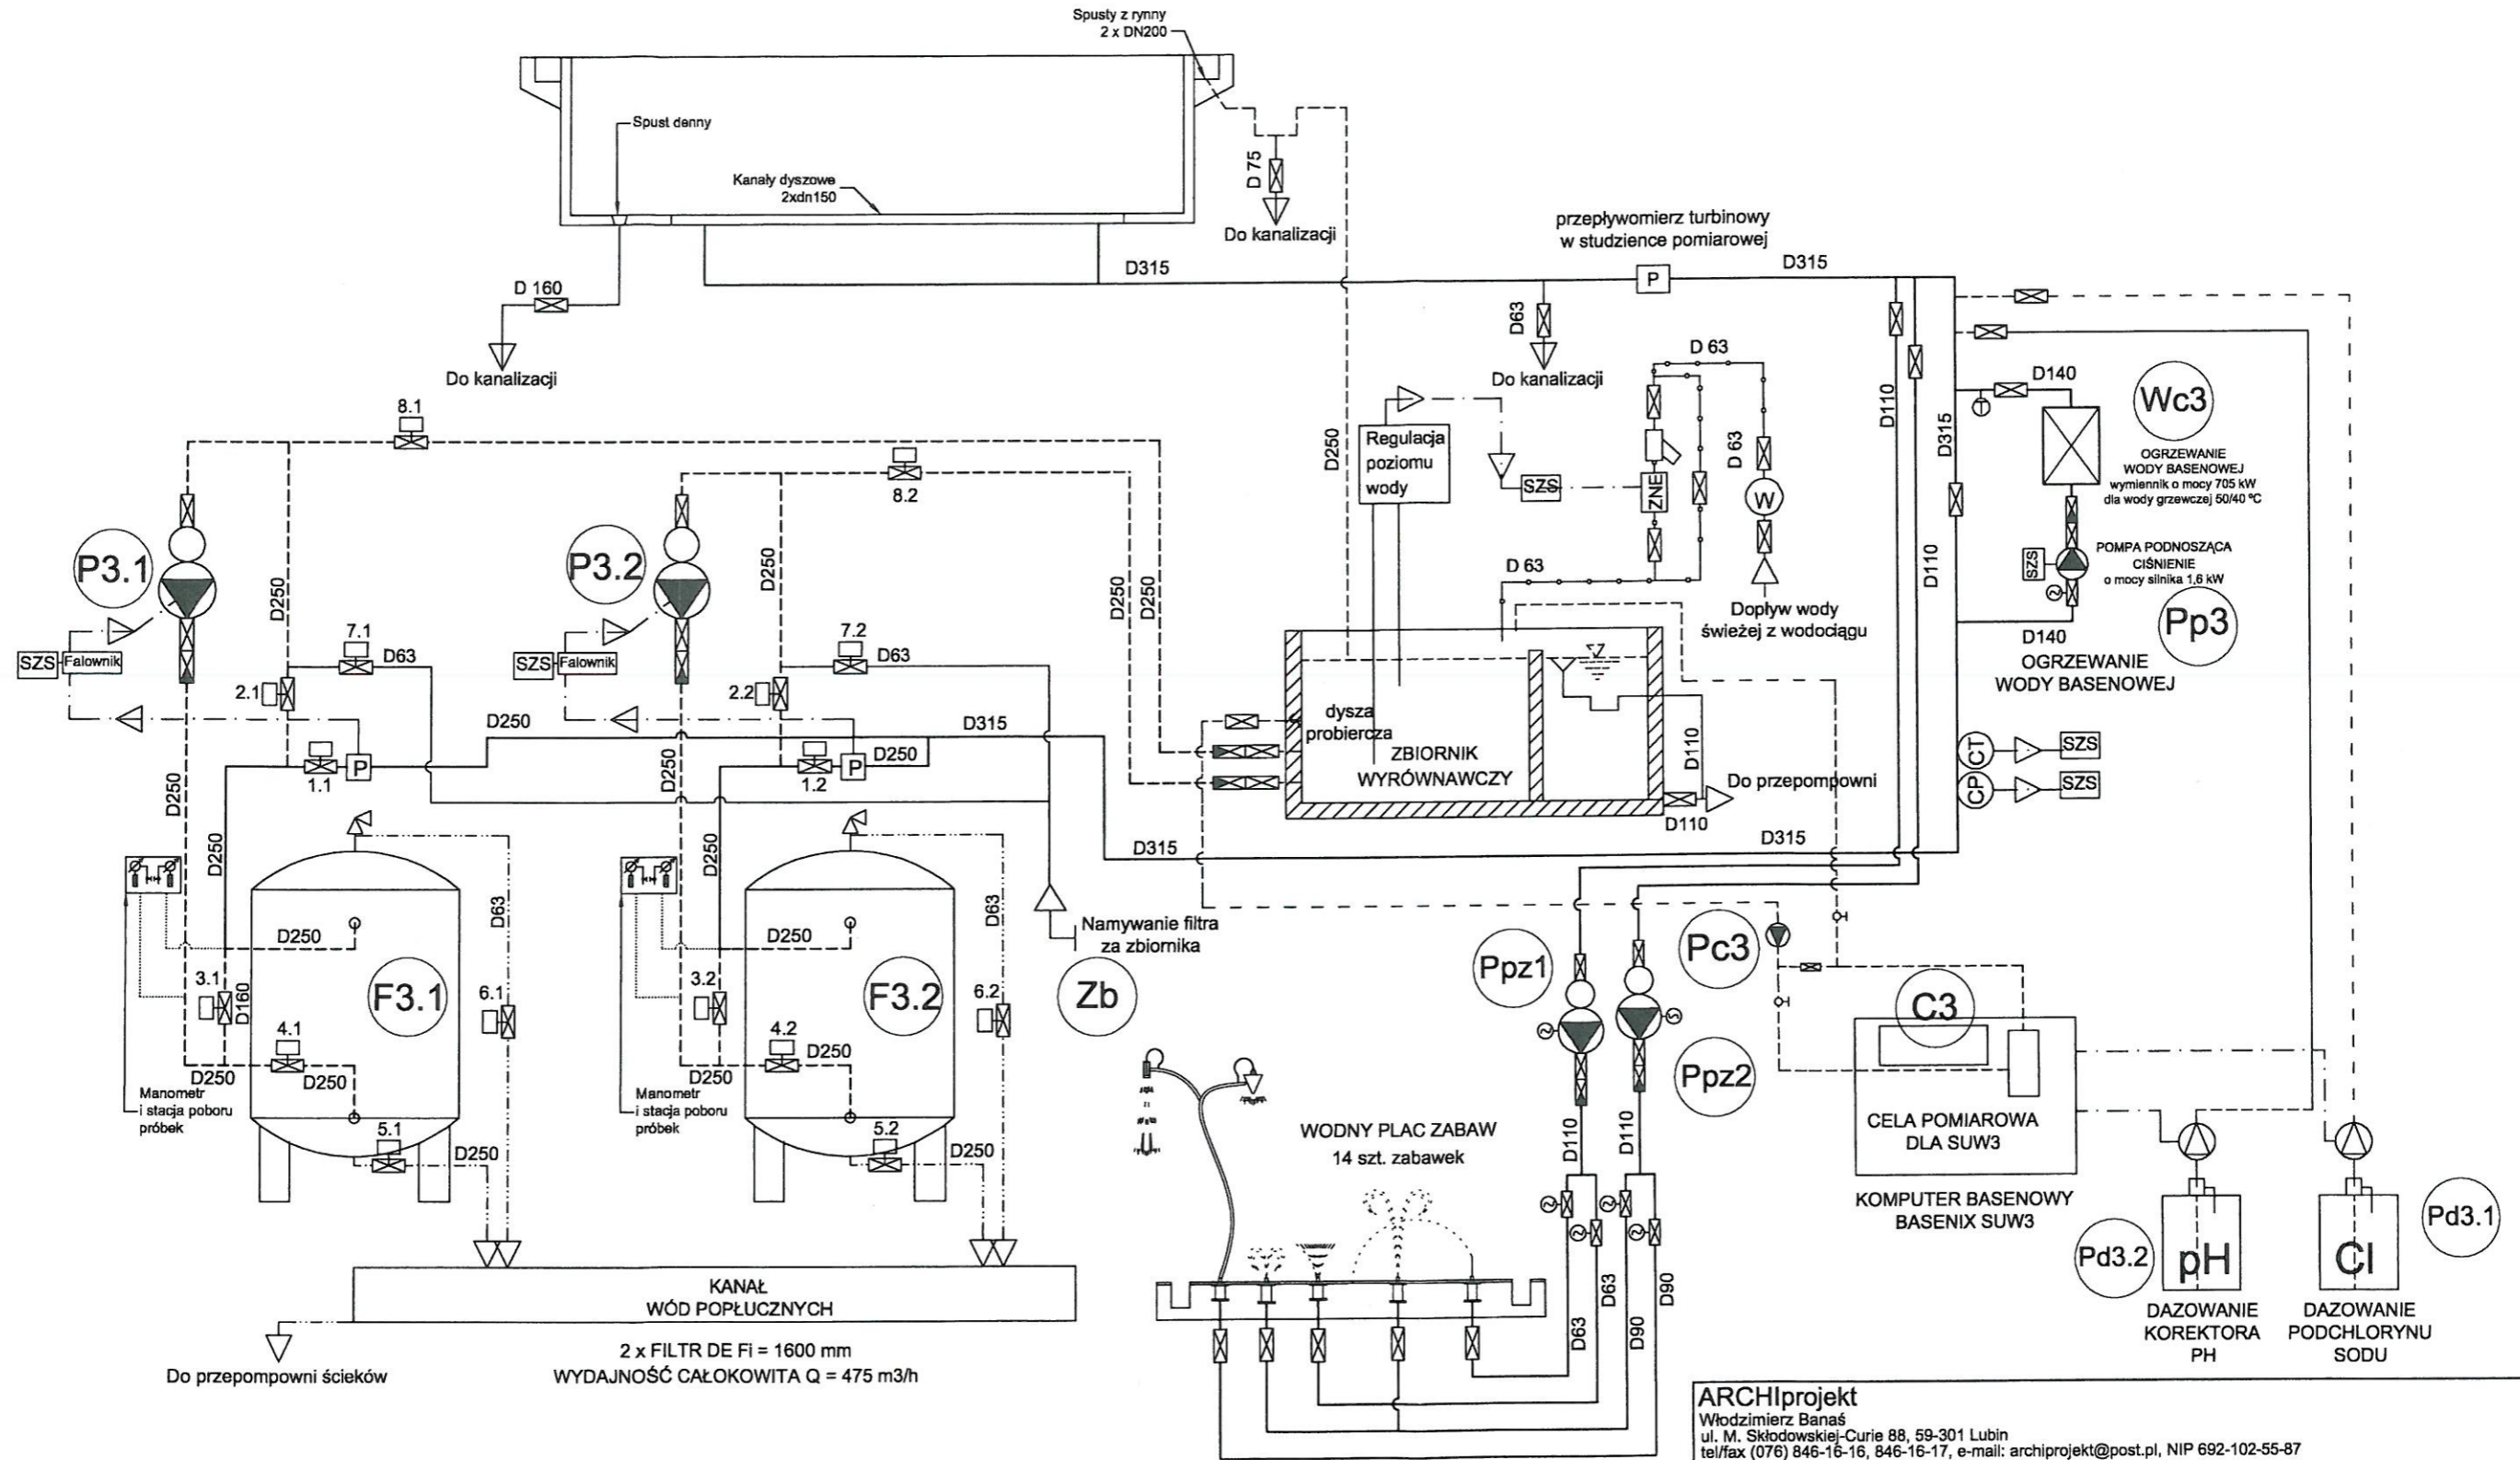 Spusty z rynny
2 x DN200
Spust denny
Kanały dyszowe
2xdn150
D 75
Do kanalizacji
przepływomierz turbinowy
w studzience pomiarowej
D315
P
D315
D 160
Do kanalizacji
D63
Do kanalizacji
D 63
D110
D140
Wc3
OGRZEWANIE
WODY BASENOWEJ
wymiennik o mocy 705 kW
dla wody grzewczej 50/40 ºC
D315
8.1
8.2
D250
Regulacja
poziomu
wody
SZS
ZNE
D 63
W
D 63
Dopływ wody
świeżej z wodociągu
D110
SZS
POMPA PODNOSZĄCA
CIŚNIENIE
o mocy silnika 1,6 kW
Pp3
D140
OGRZEWANIE
WODY BASENOWEJ
P3.1
D250
P3.2
D250
D250
D250
SZS
Falownik
7.1
D63
2.1
SZS
Falownik
7.2
D63
2.2
D250
D315
D250
1.1
P
D250
1.2
P
D250
dysza
probiercza
ZBIORNIK
WYRÓWNAWCZY
D110
Do przepompowni
D110
CT
SZS
CP
SZS
D315
D315
D250
D250
D63
D250
3.1
D160
F3.1
6.1
4.1
D250
D250
5.1
D250
Manometr
i stacja poboru
próbek
D63
D250
3.2
F3.2
6.2
4.2
D250
D250
5.2
D250
Manometr
i stacja poboru
próbek
Namywanie filtra
za zbiornika
Zb
Ppz1
Pc3
Ppz2
C3
CELA POMIAROWA
DLA SUW3
KOMPUTER BASENOWY
BASENIX SUW3
D110
D110
WODNY PLAC ZABAW
14 szt. zabawek
D63
D63
D90
D90
Pd3.2
pH
DAZOWANIE
KOREKTORA
PH
Cl
Pd3.1
DAZOWANIE
PODCHLORYNU
SODU
KANAŁ
WÓD POPŁUCZNYCH
Do przepompowni ścieków
2 x FILTR DE Fi = 1600 mm
WYDAJNOŚĆ CAŁOKOWITA Q = 475 m3/h
ARCHIprojekt
Włodzimierz Banaś
ul. M. Skłodowskiej-Curie 88, 59-301 Lubin
tel/fax (076) 846-16-16, 846-16-17, e-mail: archiprojekt@post.pl, NIP 692-102-55-87